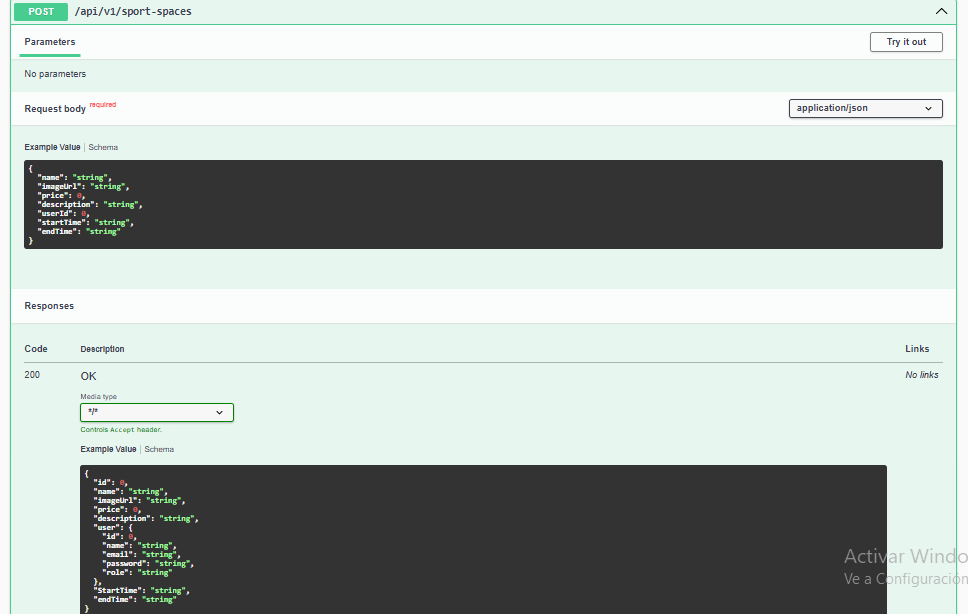 POST /api/v1/sport-spaces
Parameters
Try it out
No parameters
Request body required
application/json
Example Value | Schema
{
"name": "string",
"imageUrl": "string",
"price": 0,
"description": "string",
"userId": 0,
"startTime": "string",
"endTime": "string"
}
Responses
Code Description Links
200 OK No links
Media type
*/*
Controls Accept header.
Example Value | Schema
{
"id": 0,
"name": "string",
"imageUrl": "string",
"price": 0,
"description": "string",
"user": {
"id": 0,
"name": "string",
"email": "string",
"password": "string",
"role": "string"
},
"StartTime": "string",
"endTime": "string"
}
Activar Windo
Ve a Configuración